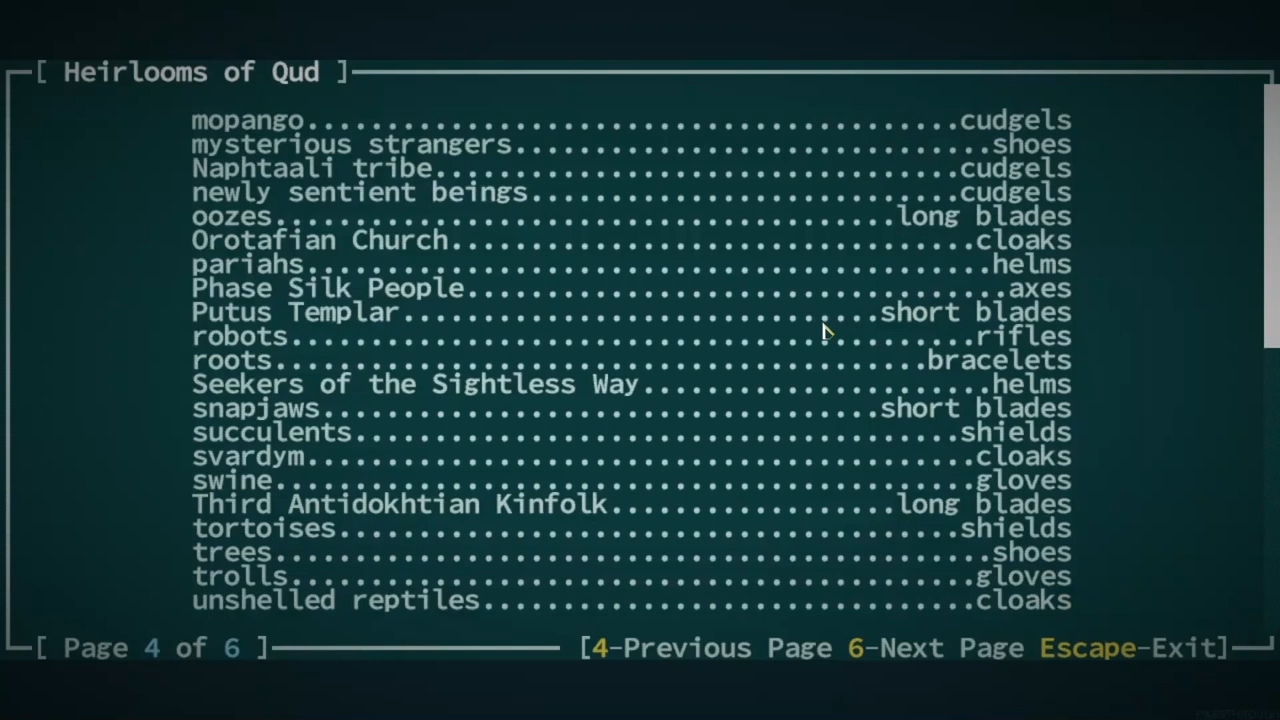 [ Heirlooms of Qud ]
mopango.........................................cudgels
mysterious strangers..............................shoes
Naphtaali tribe.................................cudgels
newly sentient beings...........................cudgels
oozes.......................................long blades
Orotafian Church.................................cloaks
pariahs...........................................helms
Phase Silk People..................................axes
Putus Templar..............................short blades
robots...........................................rifles
roots.........................................bracelets
Seekers of the Sightless Way......................helms
snapjaws...................................short blades
succulents......................................shields
svardym..........................................cloaks
swine............................................gloves
Third Antidokhtian Kinfolk..................long blades
tortoises.......................................shields
trees.............................................shoes
trolls...........................................gloves
unshelled reptiles...............................cloaks
[ Page 4 of 6 ] [4-Previous Page 6-Next Page Escape-Exit]